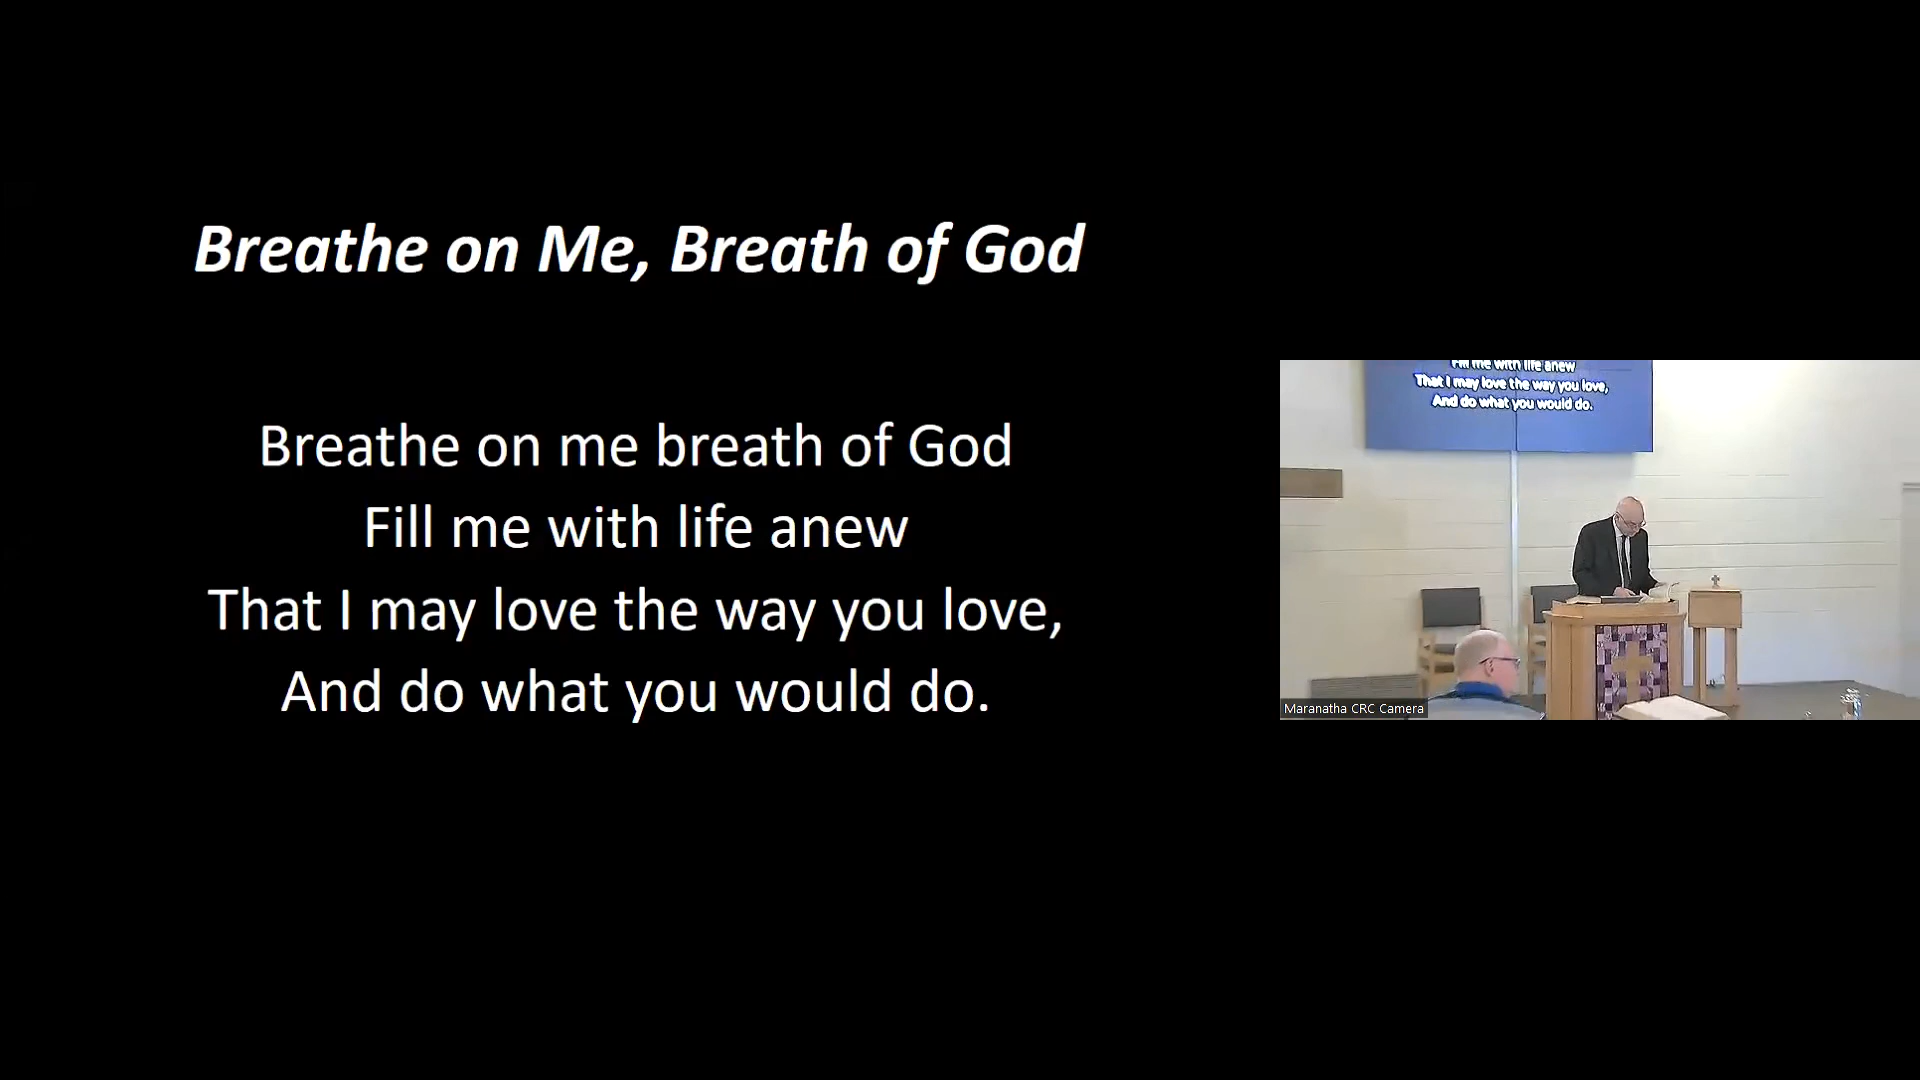 Breathe on Me, Breath of God
Breathe on me breath of God
Fill me with life anew
That I may love the way you love,
And do what you would do.
Fill me with life anew
That I may love the way you love,
And do what you would do.
Maranatha CRC Camera